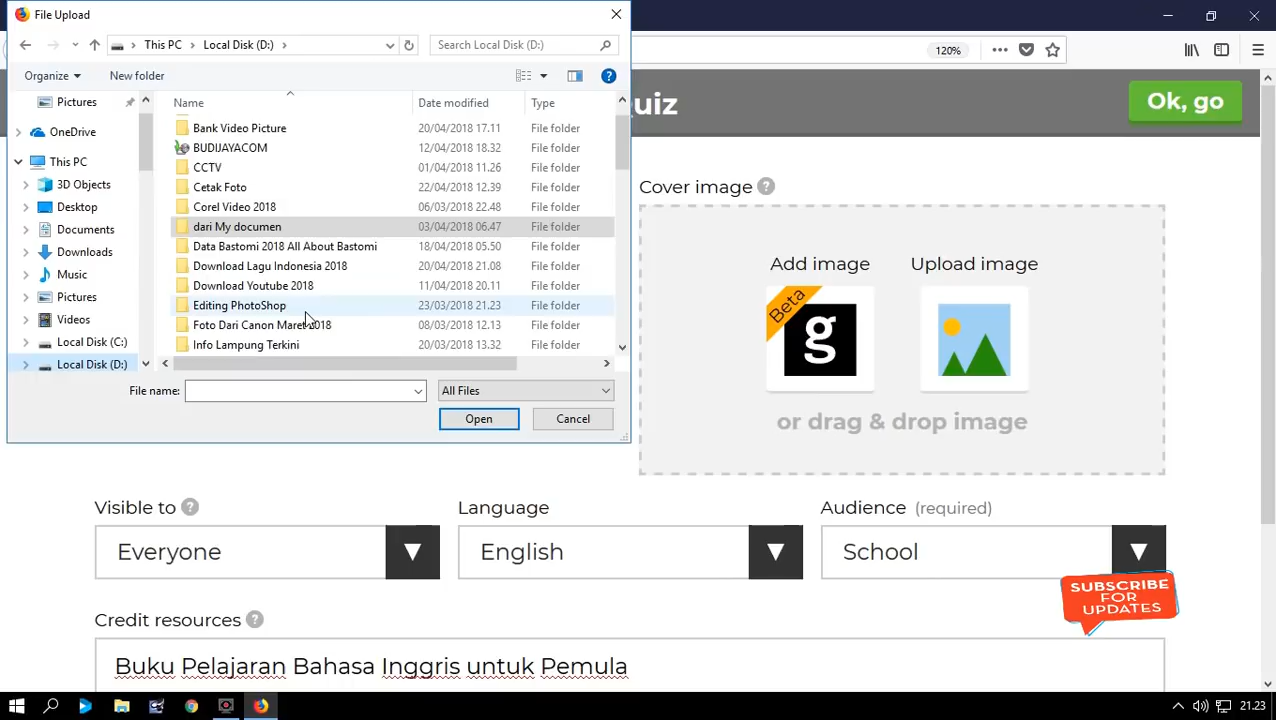 File Upload
This PC > Local Disk (D:) >
Search Local Disk (D:)
120%
Organize
New folder
Pictures
OneDrive
This PC
3D Objects
Desktop
Documents
Downloads
Music
Pictures
Videos
Local Disk (C:)
Local Disk (D:)
Name Date modified Type
Bank Video Picture 20/04/2018 17.11 File folder
BUDIJAYACOM 12/04/2018 18.32 File folder
CCTV 01/04/2018 11.26 File folder
Cetak Foto 22/04/2018 12.39 File folder
Corel Video 2018 06/03/2018 22.48 File folder
dari My documen 03/04/2018 06.47 File folder
Data Bastomi 2018 All About Bastomi 18/04/2018 05.50 File folder
Download Lagu Indonesia 2018 20/04/2018 21.08 File folder
Download Youtube 2018 11/04/2018 20.11 File folder
Editing PhotoShop 23/03/2018 21.23 File folder
Foto Dari Canon Maret 2018 08/03/2018 12.13 File folder
Info Lampung Terkini 20/03/2018 13.32 File folder
File name:
All Files
Open
Cancel
uiz
Ok, go
Cover image ?
Add image
Upload image
Beta
g
or drag & drop image
Visible to ?
Everyone
Language
English
Audience (required)
School
SUBSCRIBE
FOR
UPDATES
Credit resources ?
Buku Pelajaran Bahasa Inggris untuk Pemula
21.23